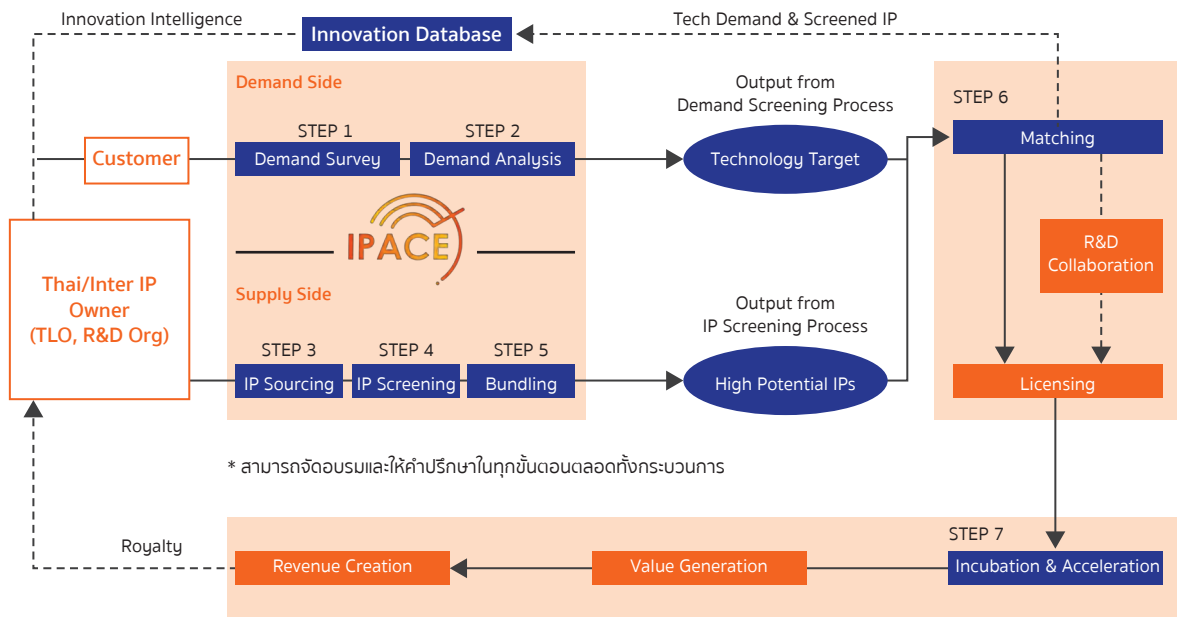 Innovation Intelligence
Tech Demand & Screened IP
Innovation Database
Demand Side
Output from
Demand Screening Process
STEP 6
STEP 1
STEP 2
Customer
Demand Survey
Demand Analysis
Technology Target
Matching
IPACE
R&D
Collaboration
Thai/Inter IP
Owner
(TLO, R&D Org)
Supply Side
Output from
IP Screening Process
STEP 3
STEP 4
STEP 5
IP Sourcing
IP Screening
Bundling
High Potential IPs
Licensing
* สามารถจัดอบรมและให้คำปรึกษาในทุกขั้นตอนตลอดทั้งกระบวนการ
STEP 7
Royalty
Revenue Creation
Value Generation
Incubation & Acceleration